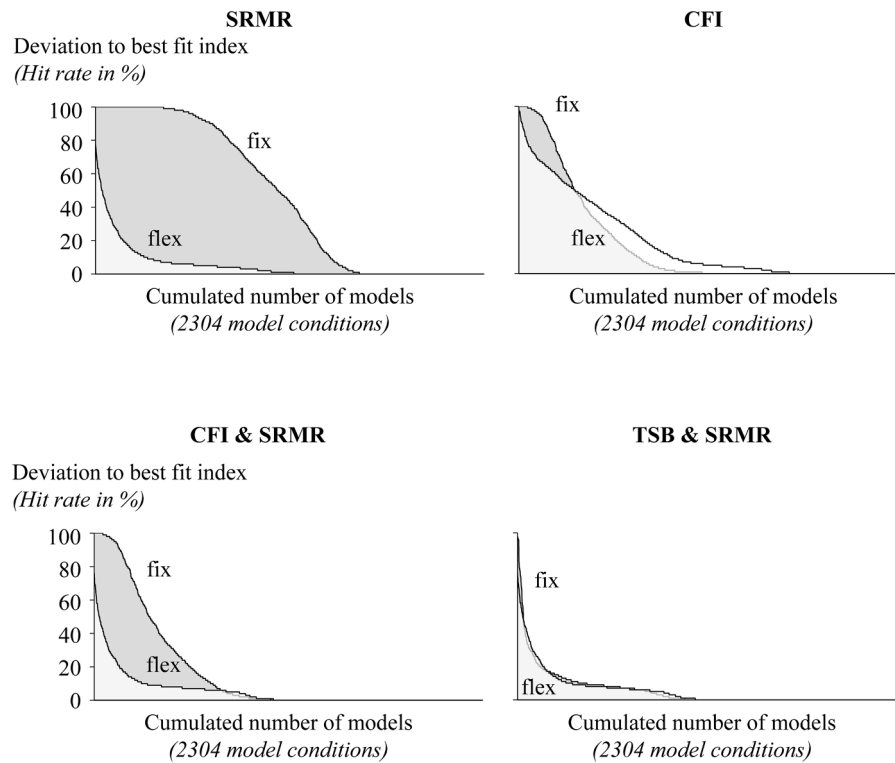 SRMR
Deviation to best fit index
(Hit rate in %)
100
80
60
40
20
0
fix
flex
Cumulated number of models
(2304 model conditions)
CFI
fix
flex
Cumulated number of models
(2304 model conditions)
CFI & SRMR
Deviation to best fit index
(Hit rate in %)
100
80
60
40
20
0
fix
flex
Cumulated number of models
(2304 model conditions)
TSB & SRMR
fix
flex
Cumulated number of models
(2304 model conditions)